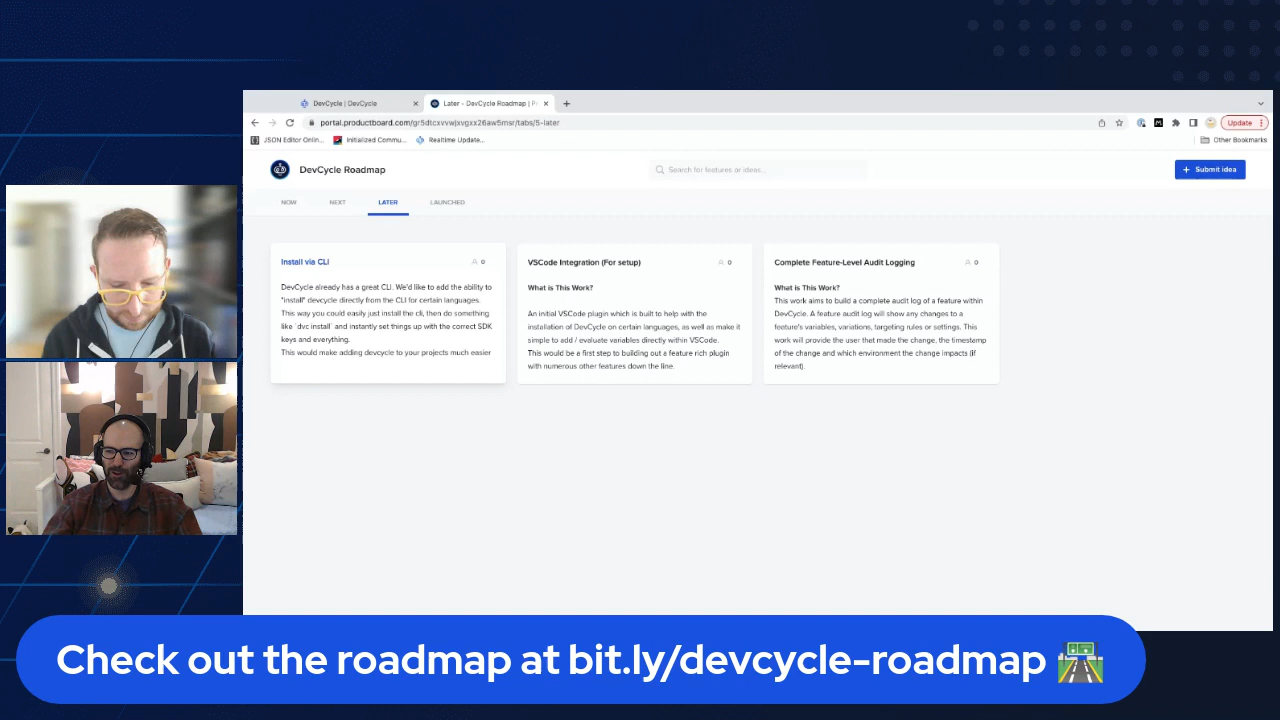 DevCycle | DevCycle
Later - DevCycle Roadmap | P
portal.productboard.com/gr5dtcxvvwjxvgxx26aw5msr/tabs/5-later
Update
JSON Editor Onlin...
Initialized Commu...
Realtime Update...
Other Bookmarks
DevCycle Roadmap
Search for features or ideas...
+ Submit idea
NOW
NEXT
LATER
LAUNCHED
Install via CLI
0
DevCycle already has a great CLI. We'd like to add the ability to
"install" devcycle directly from the CLI for certain languages.
This way you could easily just install the cli, then do something
like `dvc install` and instantly set things up with the correct SDK
keys and everything.
This would make adding devcycle to your projects much easier
VSCode Integration (For setup)
0
What is This Work?
An initial VSCode plugin which is built to help with the
installation of DevCycle on certain languages, as well as make it
simple to add / evaluate variables directly within VSCode.
This would be a first step to building out a feature rich plugin
with numerous other features down the line.
Complete Feature-Level Audit Logging
0
What is This Work?
This work aims to build a complete audit log of a feature within
DevCycle. A feature audit log will show any changes to a
feature's variables, variations, targeting rules or settings. This
work will provide the user that made the change, the timestamp
of the change and which environment the change impacts (if
relevant).
Check out the roadmap at bit.ly/devcycle-roadmap